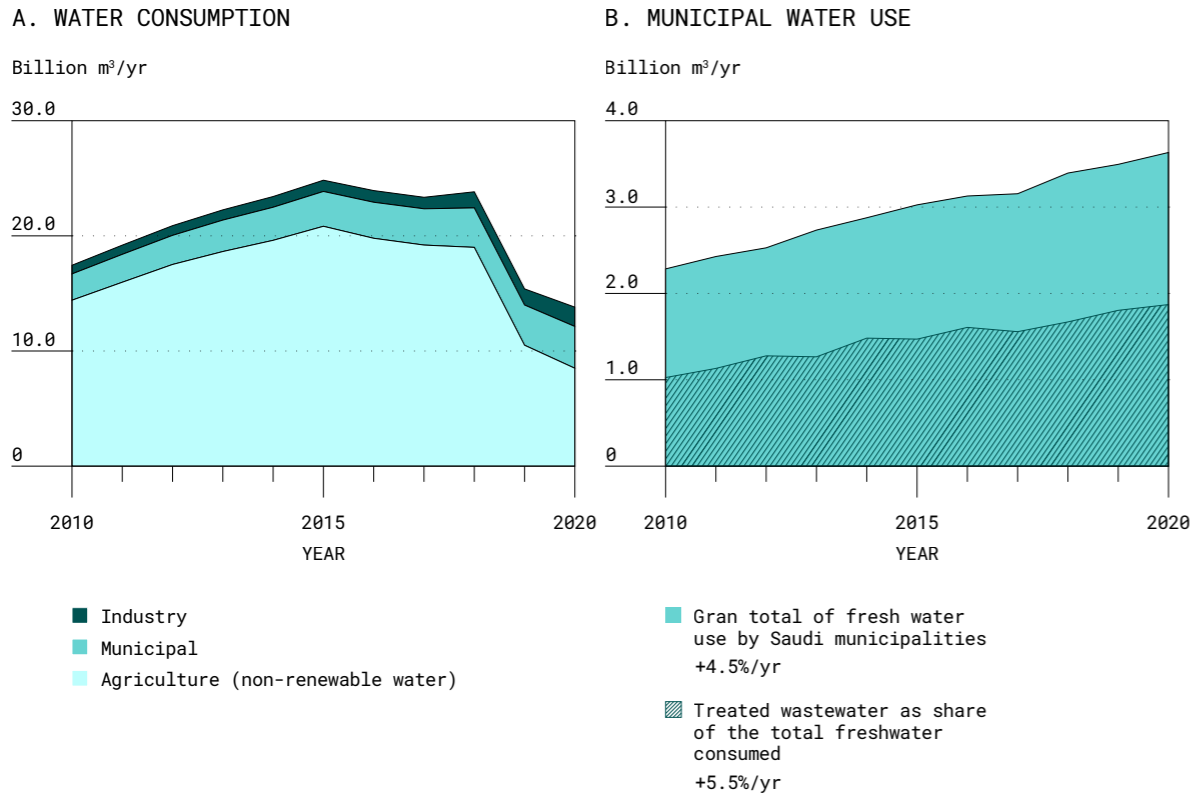 A. WATER CONSUMPTION
Billion m³/yr
30.0
20.0
10.0
0
2010
2015
2020
YEAR
Industry
Municipal
Agriculture (non-renewable water)
B. MUNICIPAL WATER USE
Billion m³/yr
4.0
3.0
2.0
1.0
0
2010
2015
2020
YEAR
Gran total of fresh water
use by Saudi municipalities
+4.5%/yr
Treated wastewater as share
of the total freshwater
consumed
+5.5%/yr